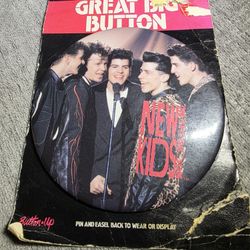 GREAT BIG
BUTTON
NEW
KIDS
Button-Up
PIN AND EASEL BACK TO WEAR OR DISPLAY